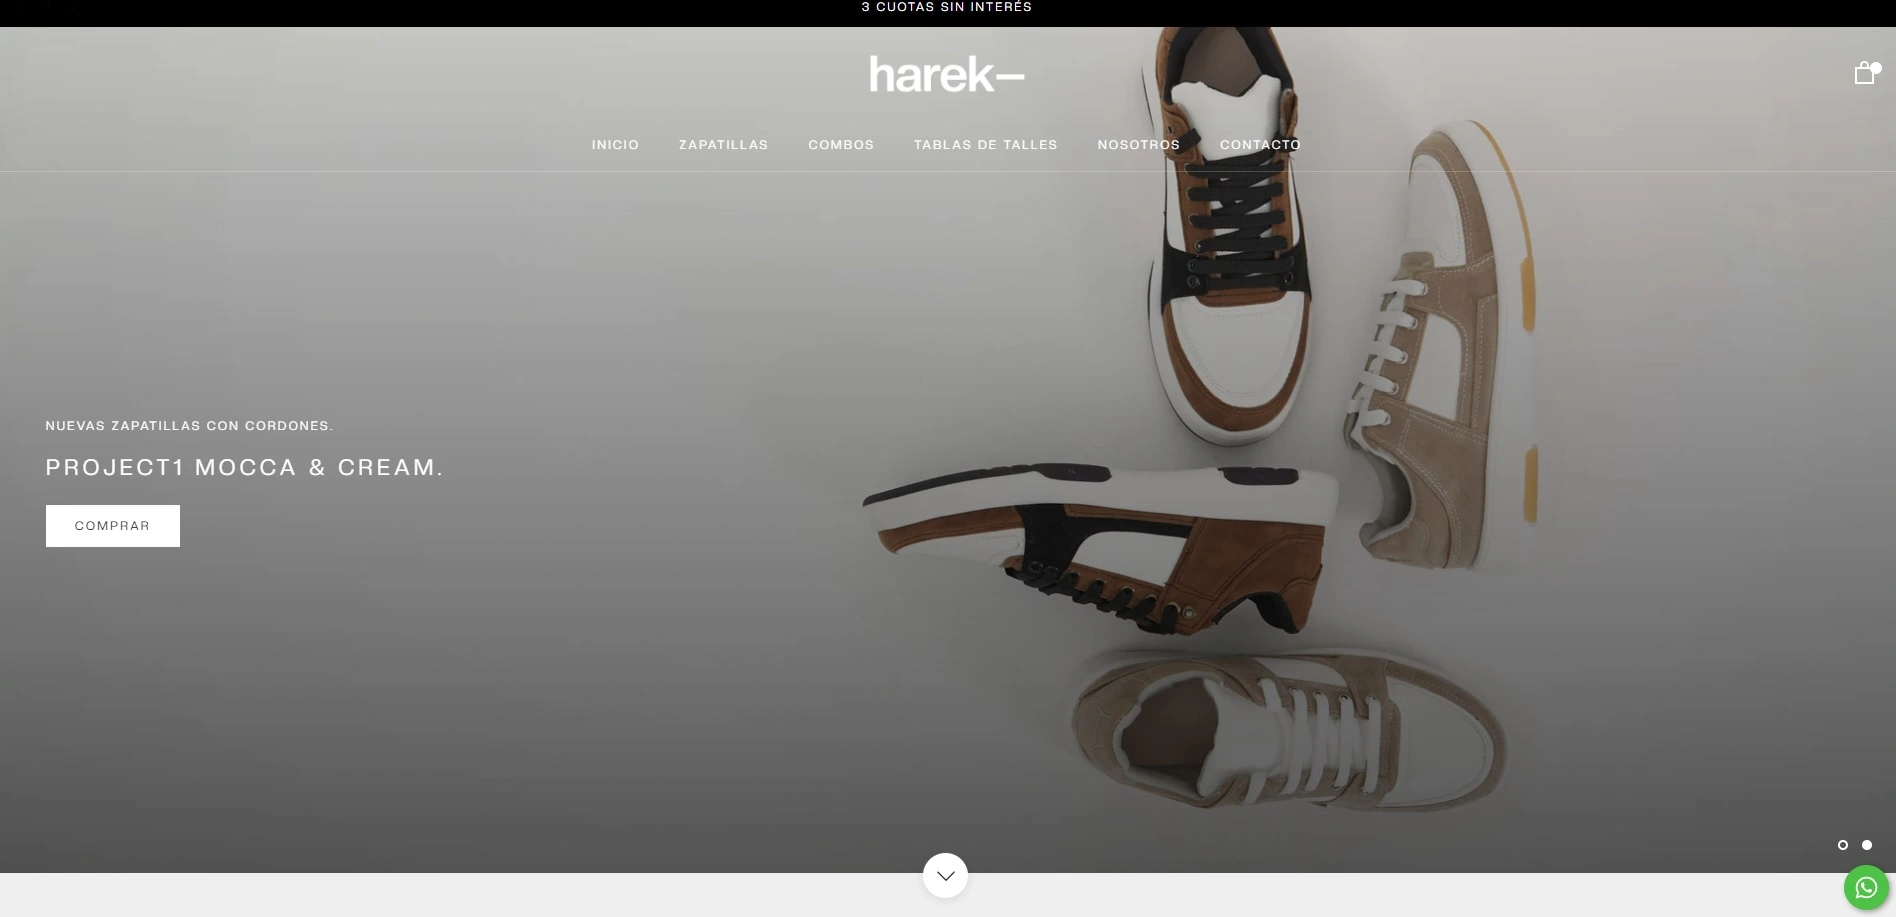 3 CUOTAS SIN INTERÉS
harek—
INICIO ZAPATILLAS COMBOS TABLAS DE TALLES NOSOTROS CONTACTO
NUEVAS ZAPATILLAS CON CORDONES.
PROJECT1 MOCCA & CREAM.
COMPRAR